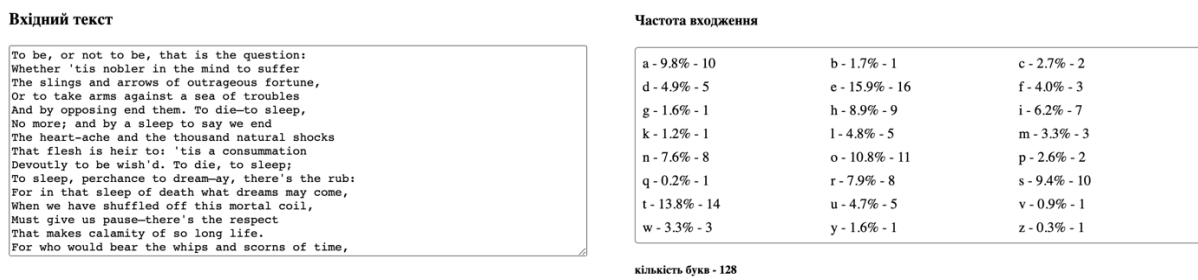 Вхідний текст
To be, or not to be, that is the question:
Whether 'tis nobler in the mind to suffer
The slings and arrows of outrageous fortune,
Or to take arms against a sea of troubles
And by opposing end them. To die—to sleep,
No more; and by a sleep to say we end
The heart-ache and the thousand natural shocks
That flesh is heir to: 'tis a consummation
Devoutly to be wish'd. To die, to sleep;
To sleep, perchance to dream—ay, there's the rub:
For in that sleep of death what dreams may come,
When we have shuffled off this mortal coil,
Must give us pause—there's the respect
That makes calamity of so long life.
For who would bear the whips and scorns of time,
Частота входження
a - 9.8% - 10 b - 1.7% - 1 c - 2.7% - 2
d - 4.9% - 5 e - 15.9% - 16 f - 4.0% - 3
g - 1.6% - 1 h - 8.9% - 9 i - 6.2% - 7
k - 1.2% - 1 l - 4.8% - 5 m - 3.3% - 3
n - 7.6% - 8 o - 10.8% - 11 p - 2.6% - 2
q - 0.2% - 1 r - 7.9% - 8 s - 9.4% - 10
t - 13.8% - 14 u - 4.7% - 5 v - 0.9% - 1
w - 3.3% - 3 y - 1.6% - 1 z - 0.3% - 1
кількість букв - 128